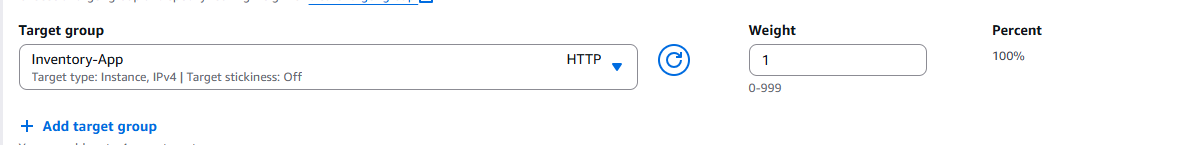 Target group
Weight
Percent
Inventory-App
HTTP
Target type: Instance, IPv4 | Target stickiness: Off
1
100%
0-999
+ Add target group